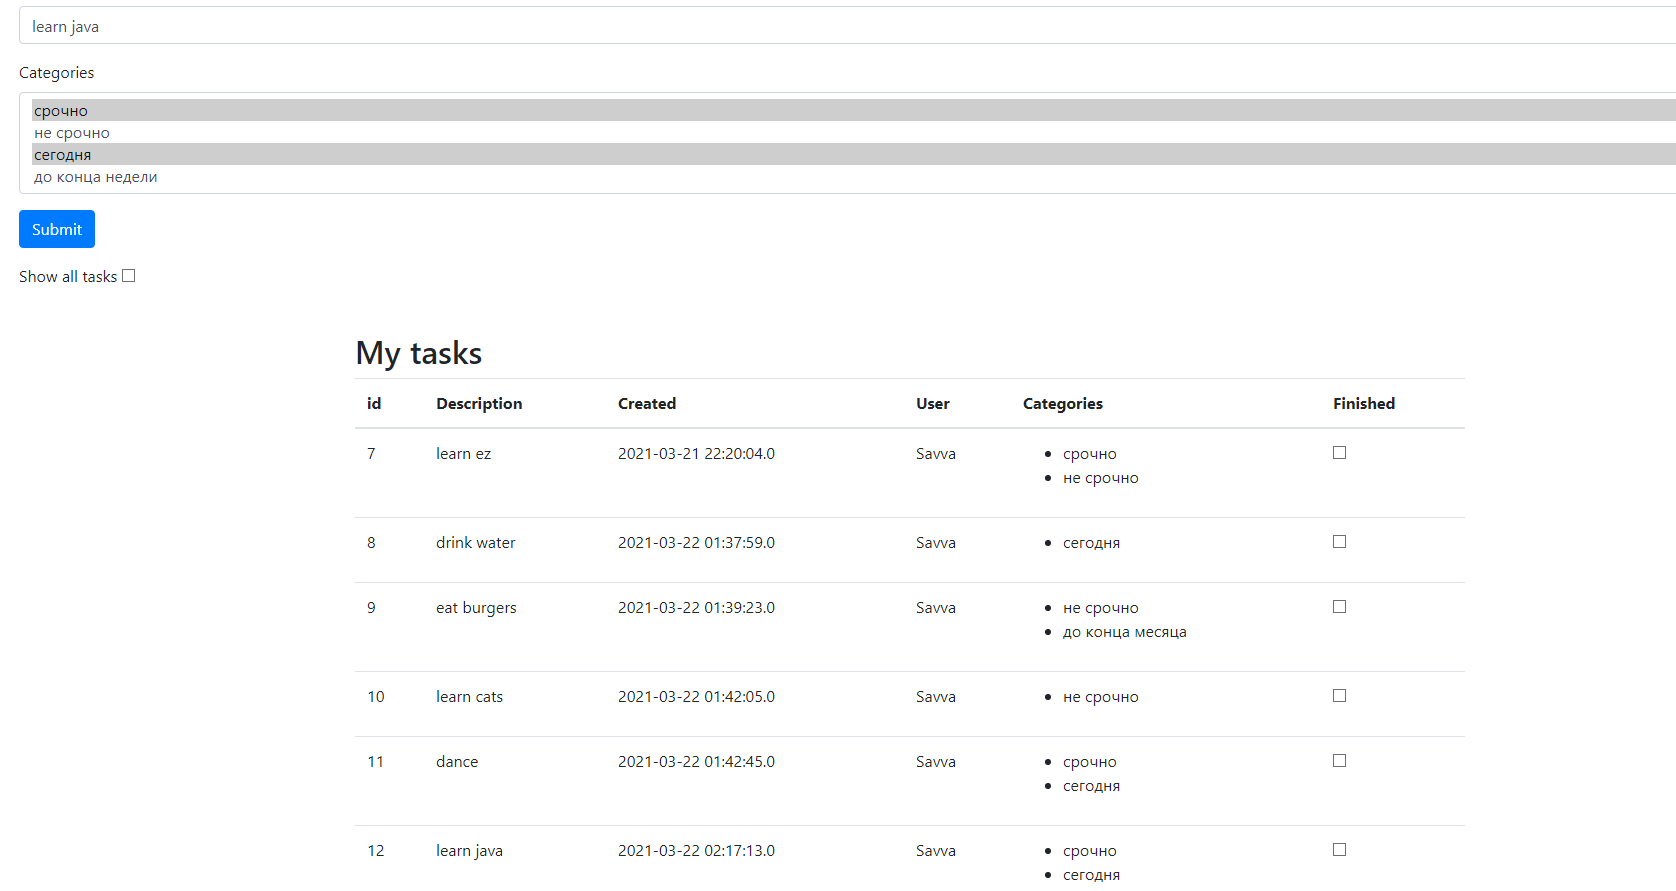 learn java
Categories
срочно
не срочно
сегодня
до конца недели
Submit
Show all tasks
My tasks
id Description Created User Categories Finished
7 learn ez 2021-03-21 22:20:04.0 Savva срочно
не срочно
8 drink water 2021-03-22 01:37:59.0 Savva сегодня
9 eat burgers 2021-03-22 01:39:23.0 Savva не срочно
до конца месяца
10 learn cats 2021-03-22 01:42:05.0 Savva не срочно
11 dance 2021-03-22 01:42:45.0 Savva срочно
сегодня
12 learn java 2021-03-22 02:17:13.0 Savva срочно
сегодня